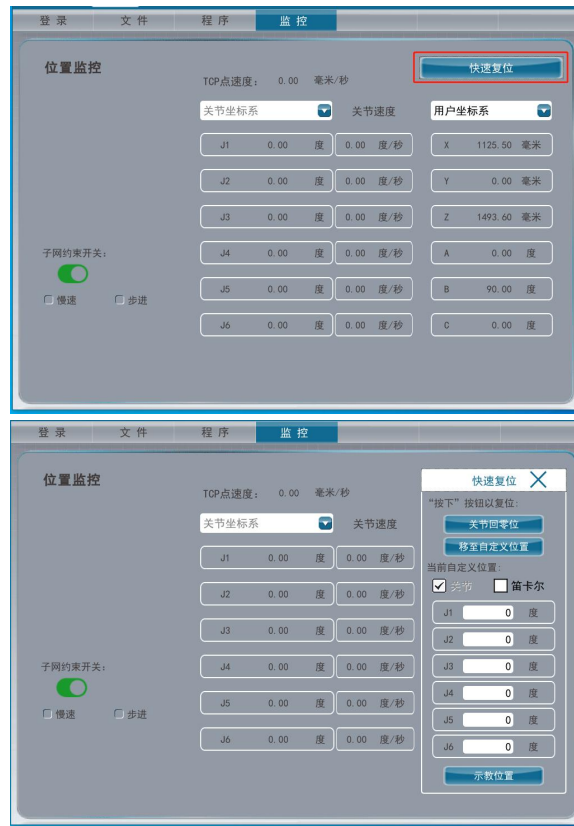 登录 文件 程序 监控
位置监控
快速复位
TCP点速度: 0.00 毫米/秒
关节坐标系 关节速度 用户坐标系
J1 0.00 度 0.00 度/秒 X 1125.50 毫米
J2 0.00 度 0.00 度/秒 Y 0.00 毫米
J3 0.00 度 0.00 度/秒 Z 1493.60 毫米
子网约束开关:
J4 0.00 度 0.00 度/秒 A 0.00 度
J5 0.00 度 0.00 度/秒 B 90.00 度
慢速 步进
J6 0.00 度 0.00 度/秒 C 0.00 度
登录 文件 程序 监控
位置监控
快速复位
TCP点速度: 0.00 毫米/秒
“按下”按钮以复位:
关节坐标系 关节速度
关节回零位
移至自定义位置
当前自定义位置:
关节 笛卡尔
J1 0.00 度 0.00 度/秒
J2 0.00 度 0.00 度/秒
J3 0.00 度 0.00 度/秒
子网约束开关:
J4 0.00 度 0.00 度/秒
J5 0.00 度 0.00 度/秒
慢速 步进
J6 0.00 度 0.00 度/秒
J1 0 度
J2 0 度
J3 0 度
J4 0 度
J5 0 度
J6 0 度
示教位置